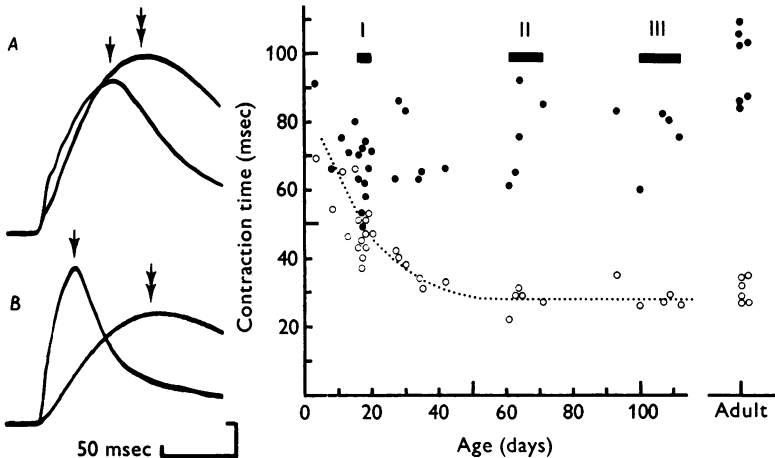 A
B
50 msec
I II III
Contraction time (msec)
100
80
60
40
20
0 20 40 60 80 100 Adult
Age (days)